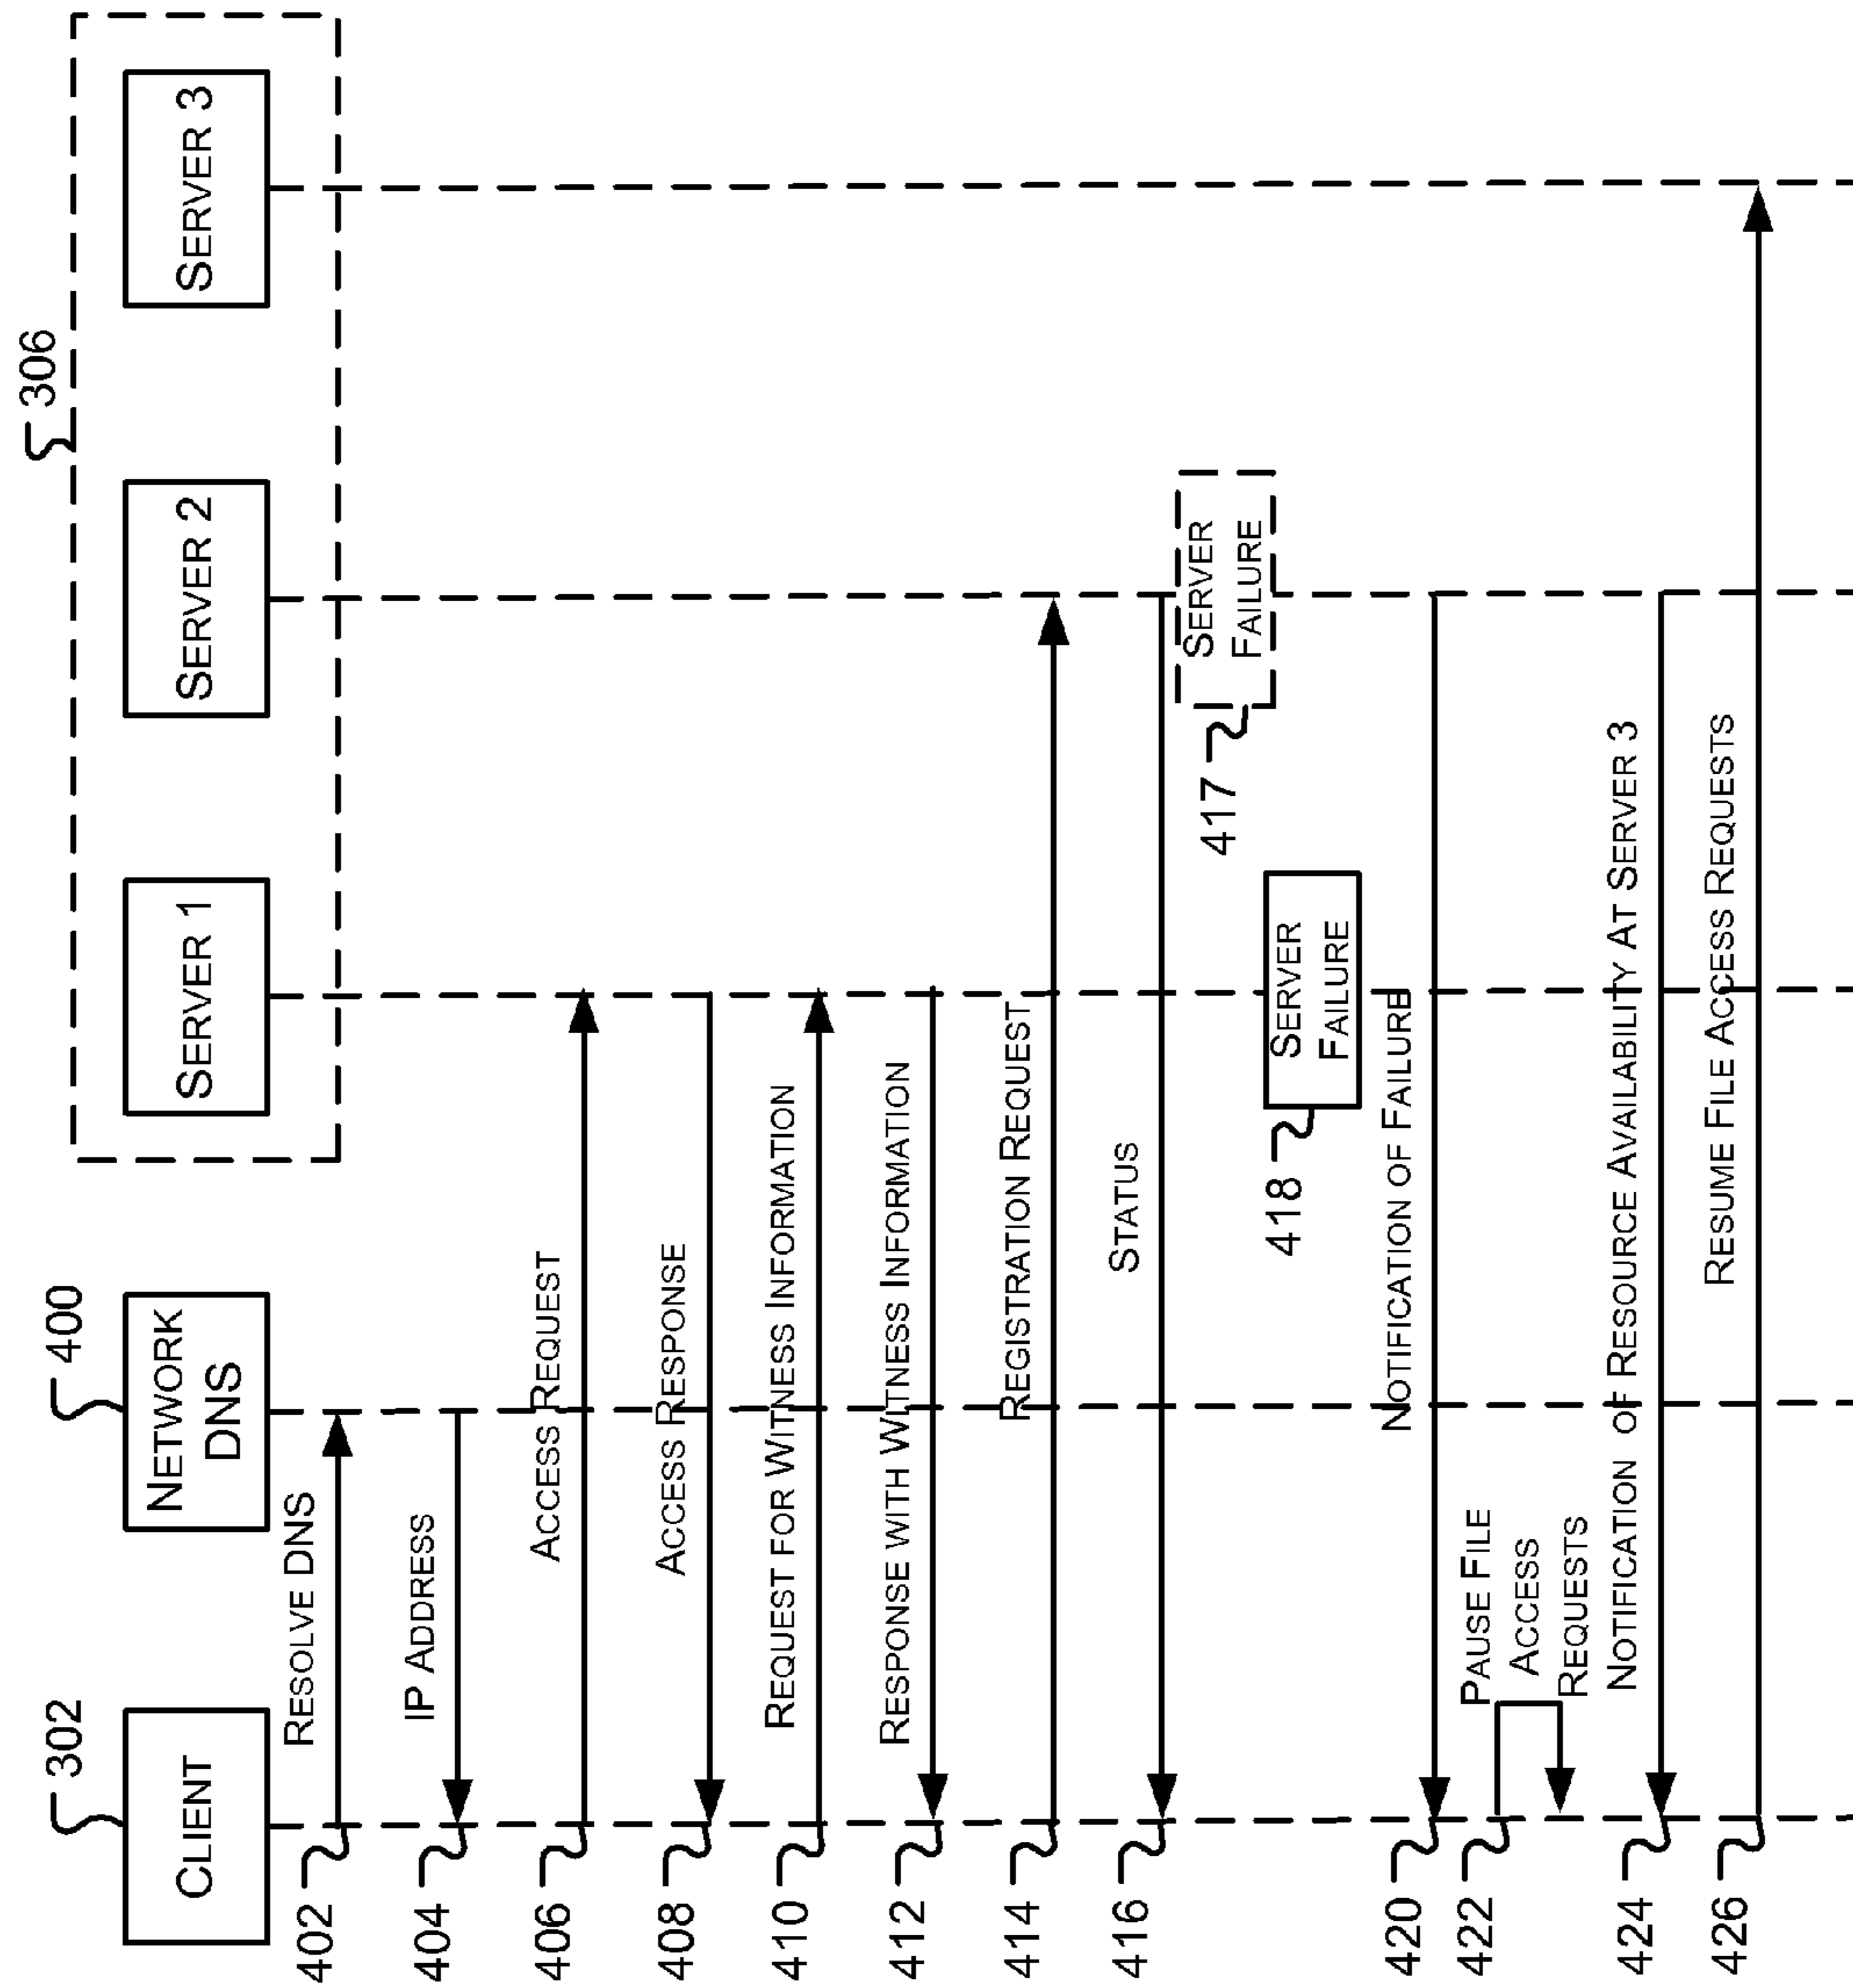 306
302
400
CLIENT
NETWORK
DNS
SERVER 1
SERVER 2
SERVER 3
402
RESOLVE DNS
404
IP ADDRESS
406
ACCESS REQUEST
408
ACCESS RESPONSE
410
REQUEST FOR WITNESS INFORMATION
412
RESPONSE WITH WITNESS INFORMATION
414
REGISTRATION REQUEST
416
STATUS
417
SERVER
FAILURE
418
SERVER
FAILURE
420
NOTIFICATION OF FAILURE
422
PAUSE FILE
ACCESS
REQUESTS
424
NOTIFICATION OF RESOURCE AVAILABILITY AT SERVER 3
426
RESUME FILE ACCESS REQUESTS